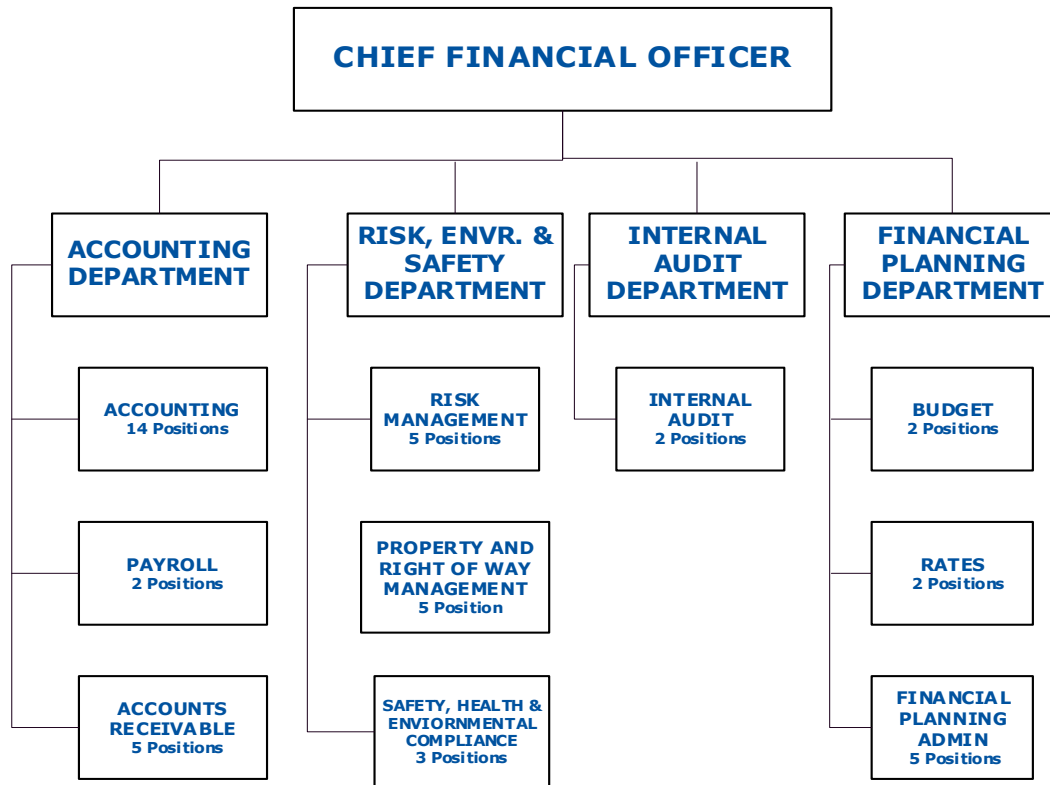 CHIEF FINANCIAL OFFICER
ACCOUNTING
DEPARTMENT
RISK, ENVR. &
SAFETY
DEPARTMENT
INTERNAL
AUDIT
DEPARTMENT
FINANCIAL
PLANNING
DEPARTMENT
ACCOUNTING
14 Positions
RISK
MANAGEMENT
5 Positions
INTERNAL
AUDIT
2 Positions
BUDGET
2 Positions
PAYROLL
2 Positions
PROPERTY AND
RIGHT OF WAY
MANAGEMENT
5 Position
RATES
2 Positions
ACCOUNTS
RECEIVABLE
5 Positions
SAFETY, HEALTH &
ENVIORNMENTAL
COMPLIANCE
3 Positions
FINANCIAL
PLANNING
ADMIN
5 Positions